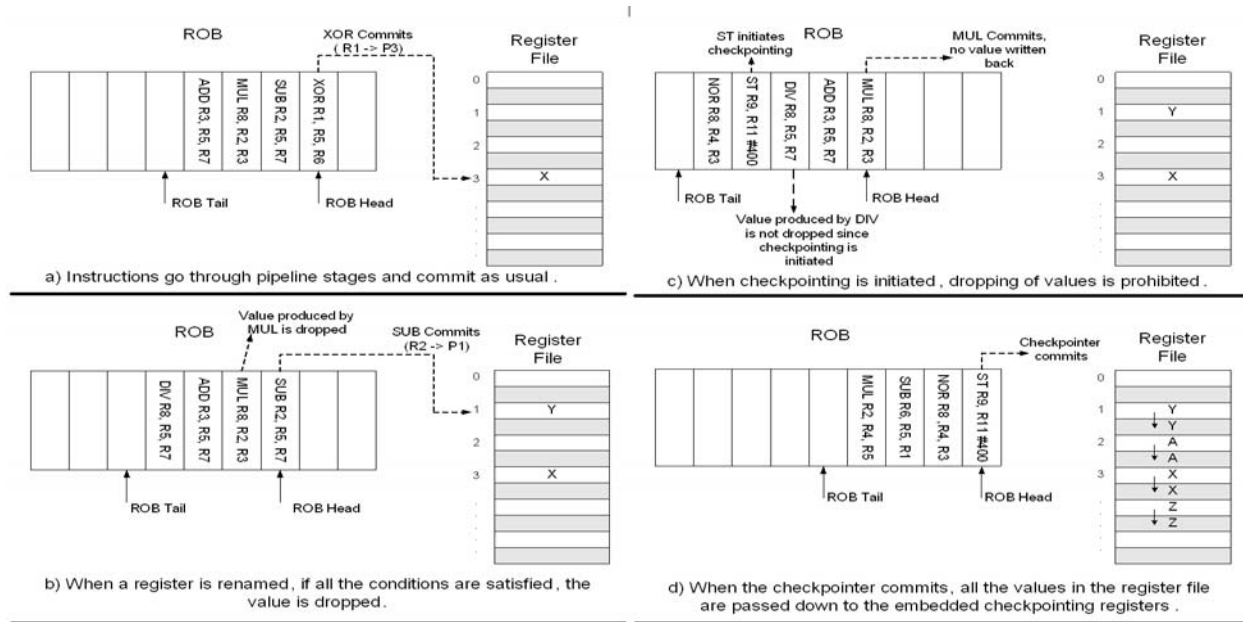 ROB
XOR Commits
( R1 -> P3)
Register
File
ADD R3, R5, R7
MUL R8, R2, R3
SUB R2, R5, R7
XOR R1, R5, R6
0
1
2
3
X
ROB Tail
ROB Head
a) Instructions go through pipeline stages and commit as usual .
Value produced by
MUL is dropped
ROB
SUB Commits
(R2 -> P1)
Register
File
DIV R8, R5, R7
ADD R3, R5, R7
MUL R8, R2, R3
SUB R2, R5, R7
0
1
Y
2
3
X
ROB Tail
ROB Head
b) When a register is renamed, if all the conditions are satisfied, the
value is dropped.
ST initiates
checkpointing
ROB
MUL Commits,
no value written
back
Register
File
NOR R8, R4, R3
ST R9, R11 #400
DIV R8, R5, R7
ADD R3, R5, R7
MUL R8, R2, R3
0
1
Y
2
3
X
ROB Tail
ROB Head
Value produced by DIV
is not dropped since
checkpointing is
initiated
c) When checkpointing is initiated , dropping of values is prohibited .
ROB
Checkpointer
commits
Register
File
MUL R2, R4, R5
SUB R6, R5, R1
NOR R8 ,R4, R3
ST R9, R11 #400
0
1
Y
Y
2
A
A
3
X
X
Z
Z
ROB Tail
ROB Head
d) When the checkpointer commits, all the values in the register file
are passed down to the embedded checkpointing registers .